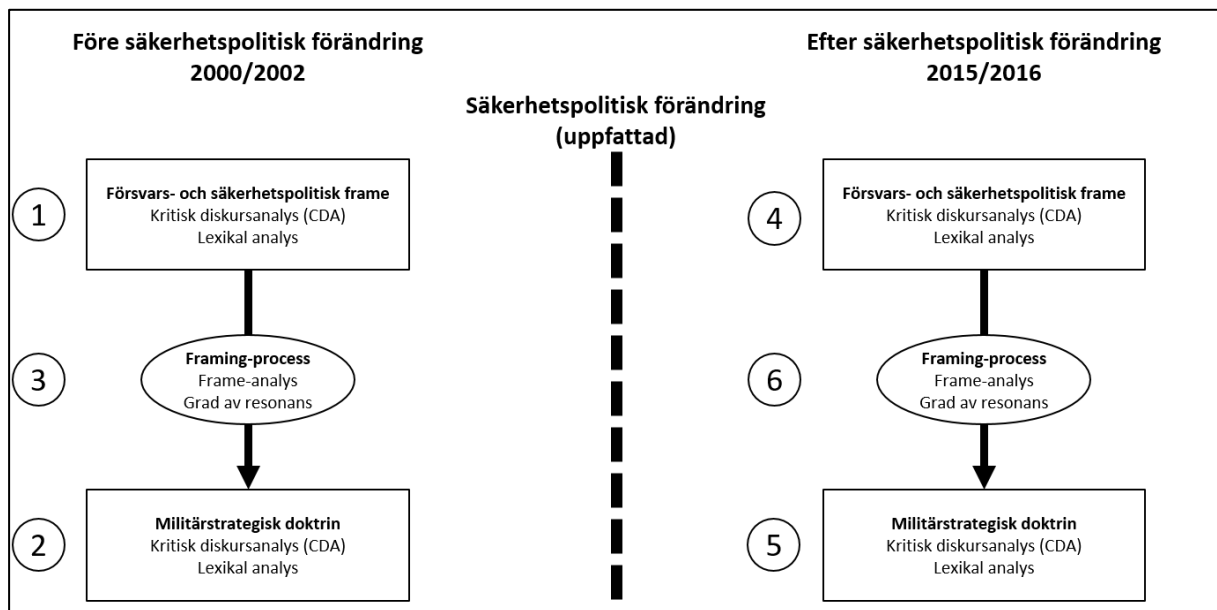 Före säkerhetspolitisk förändring
2000/2002
Säkerhetspolitisk förändring
(uppfattad)
Efter säkerhetspolitisk förändring
2015/2016
1
Försvars- och säkerhetspolitisk frame
Kritisk diskursanalys (CDA)
Lexikal analys
3
Framing-process
Frame-analys
Grad av resonans
2
Militärstrategisk doktrin
Kritisk diskursanalys (CDA)
Lexikal analys
4
Försvars- och säkerhetspolitisk frame
Kritisk diskursanalys (CDA)
Lexikal analys
6
Framing-process
Frame-analys
Grad av resonans
5
Militärstrategisk doktrin
Kritisk diskursanalys (CDA)
Lexikal analys